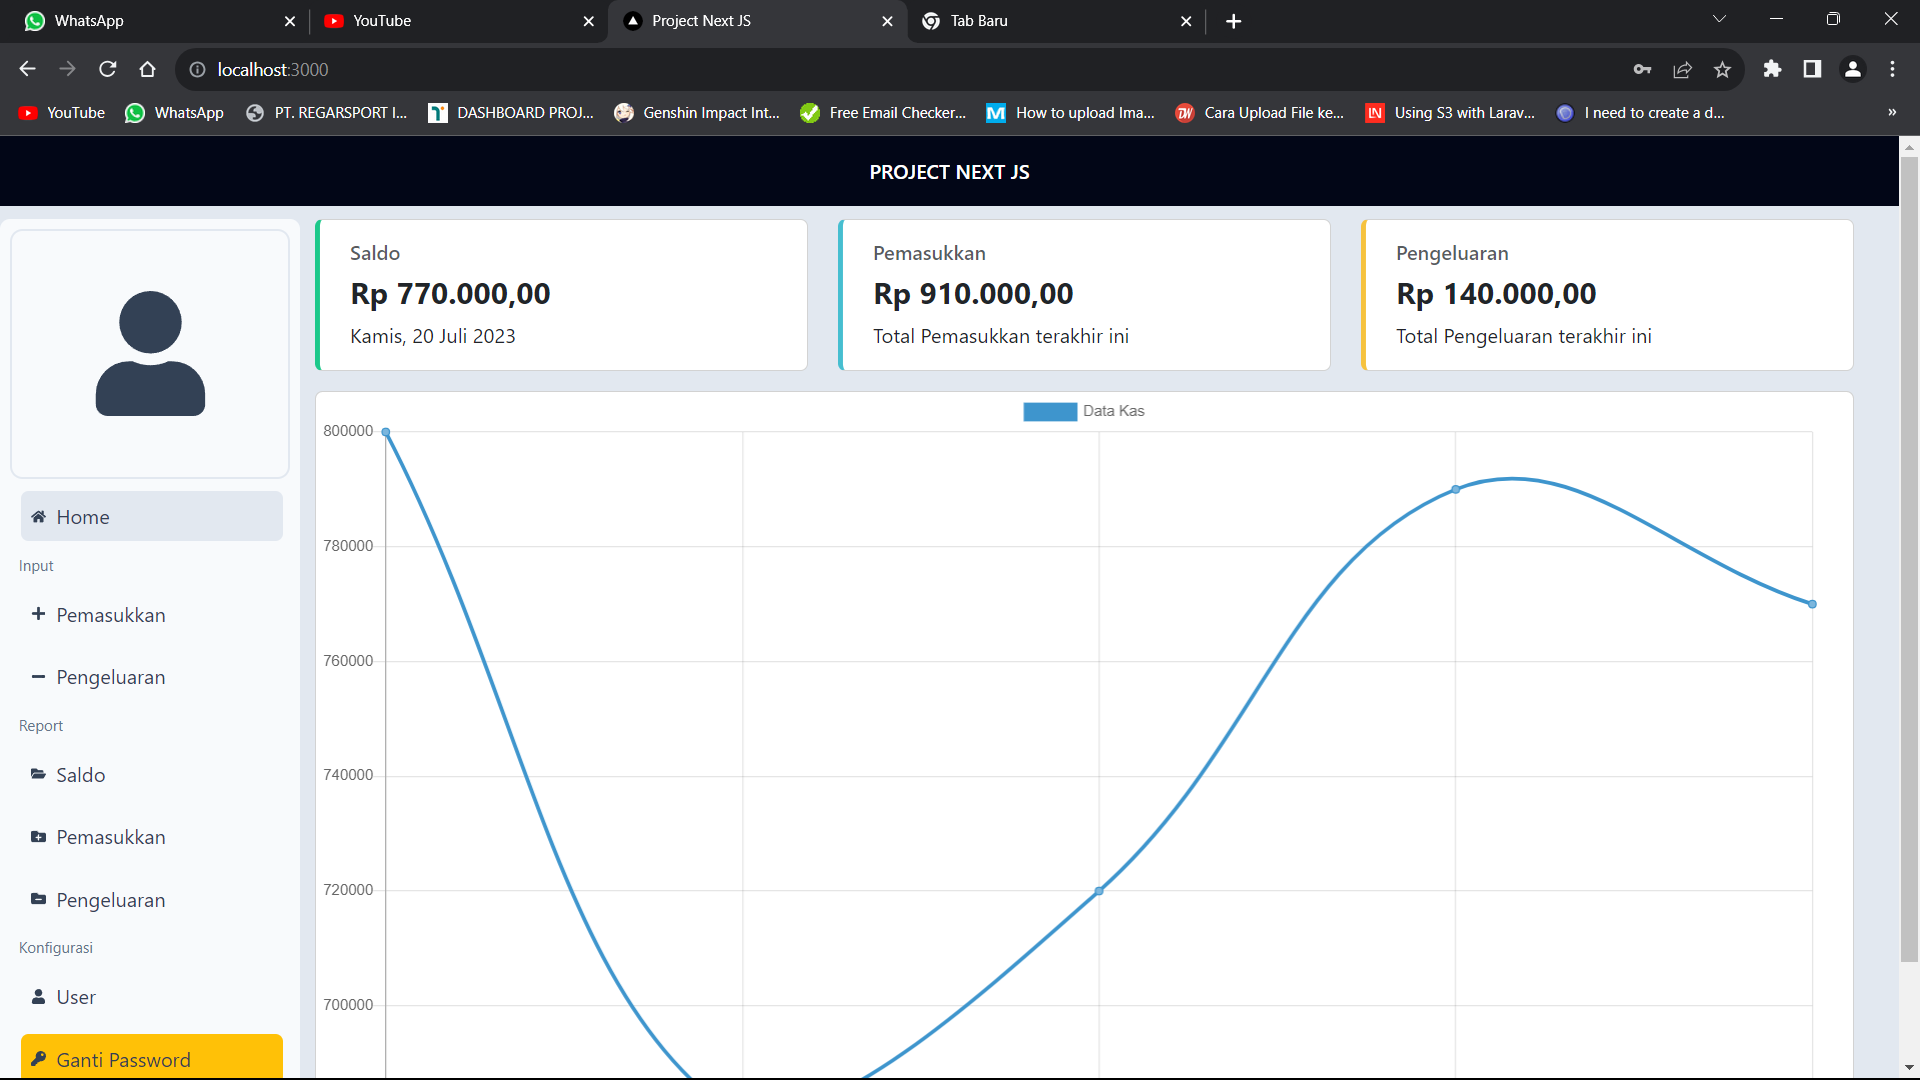 WhatsApp
YouTube
Project Next JS
Tab Baru
localhost:3000
YouTube
WhatsApp
PT. REGARSPORT I...
DASHBOARD PROJ...
Genshin Impact Int...
Free Email Checker...
How to upload Ima...
Cara Upload File ke...
Using S3 with Larav...
I need to create a d...
PROJECT NEXT JS
Home
Input
Pemasukkan
Pengeluaran
Report
Saldo
Pemasukkan
Pengeluaran
Konfigurasi
User
Ganti Password
Saldo
Rp 770.000,00
Kamis, 20 Juli 2023
Pemasukkan
Rp 910.000,00
Total Pemasukkan terakhir ini
Pengeluaran
Rp 140.000,00
Total Pengeluaran terakhir ini
Data Kas
800000
780000
760000
740000
720000
700000